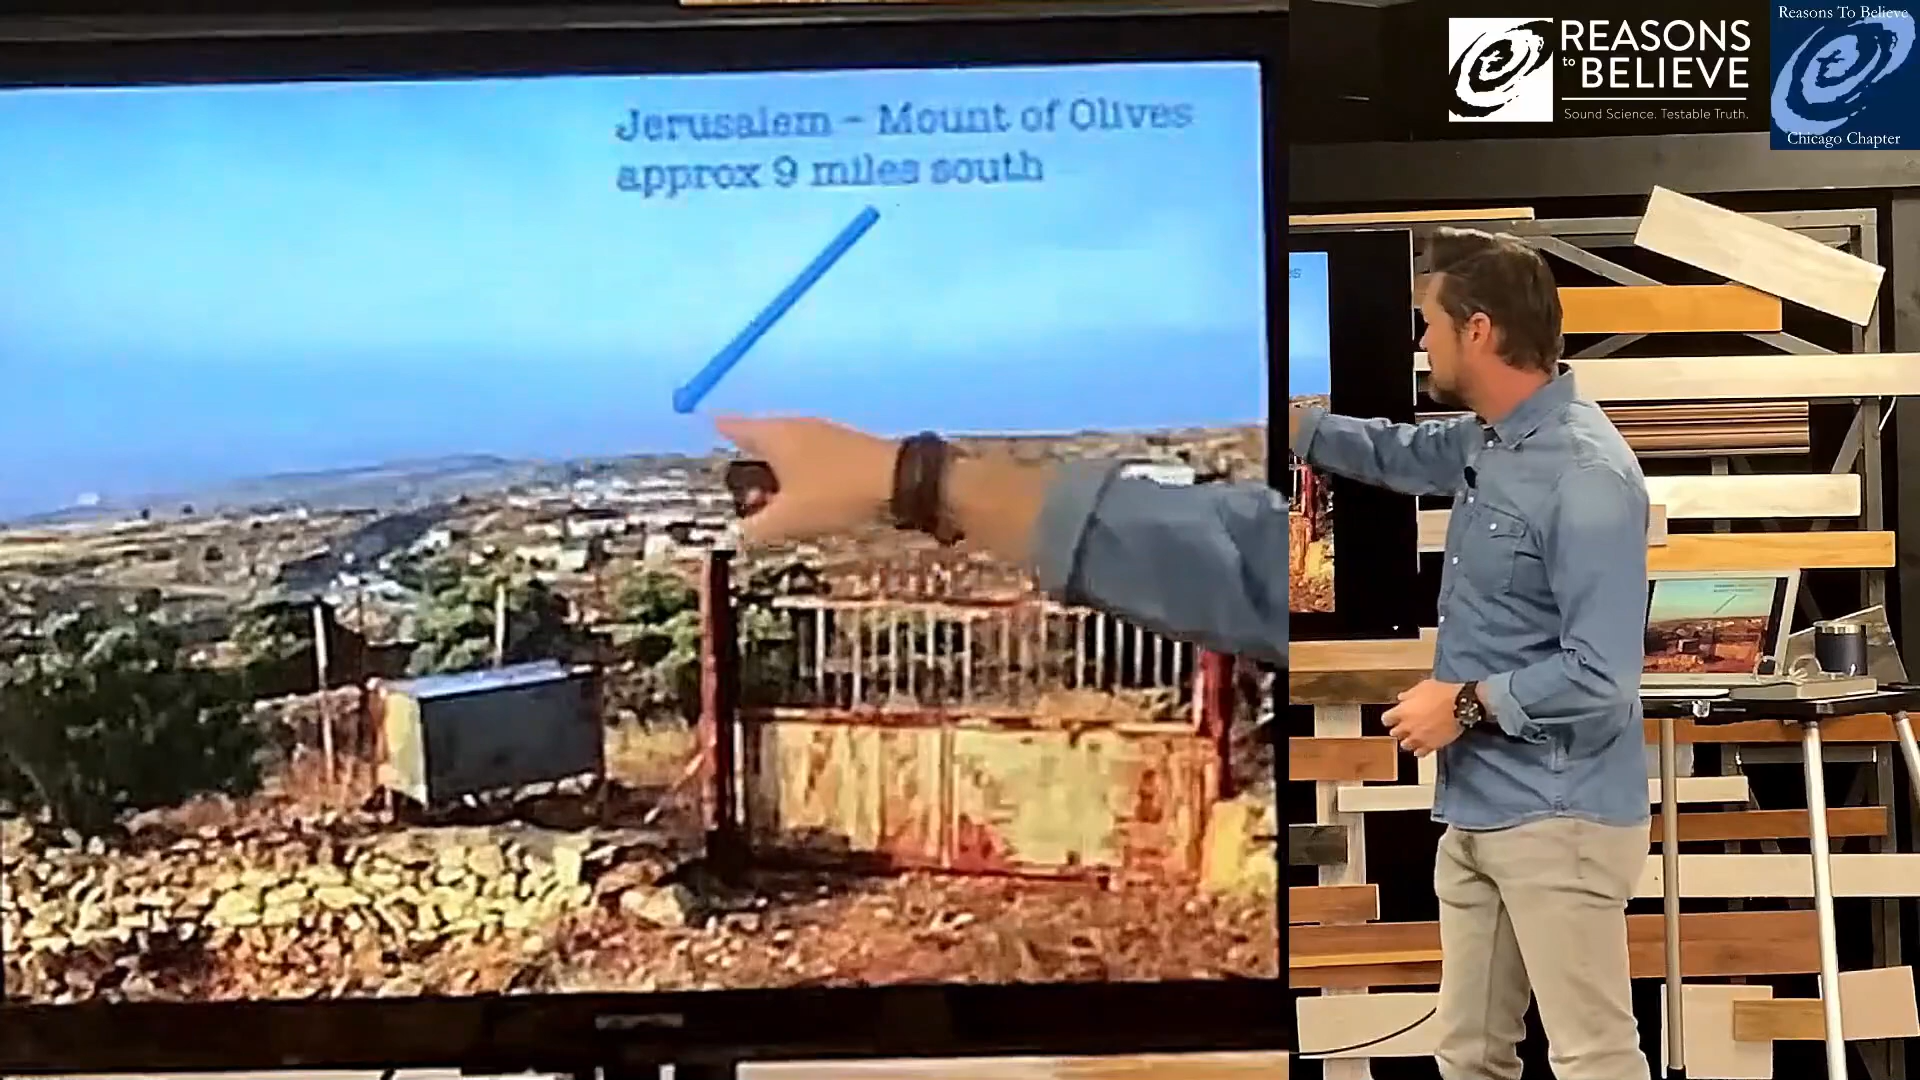 Jerusalem - Mount of Olives
approx 9 miles south
REASONS
to BELIEVE
Sound Science. Testable Truth.
Reasons To Believe
Chicago Chapter